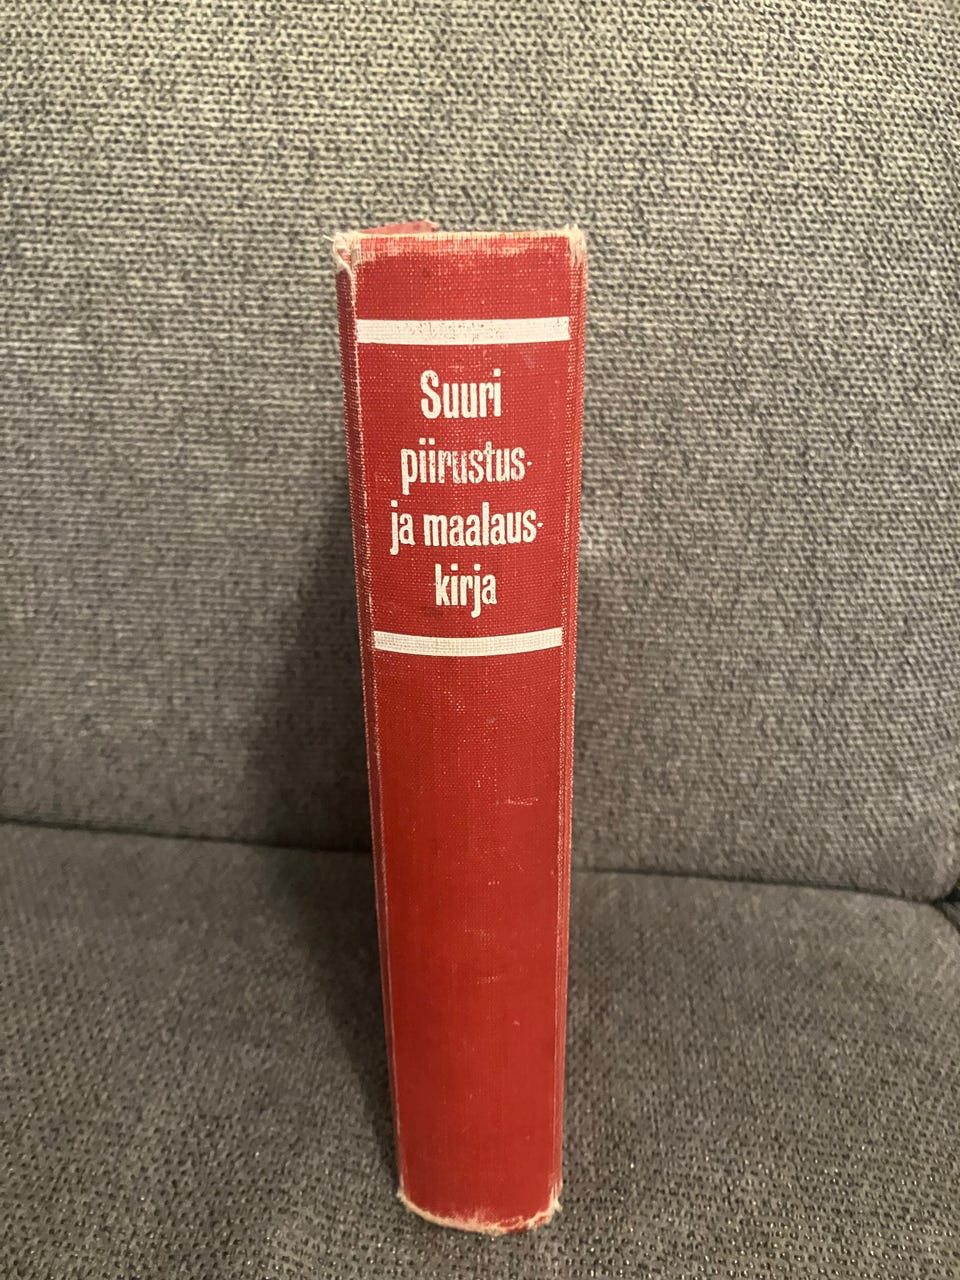 Suuri
piirustus-
ja maalaus-
kirja